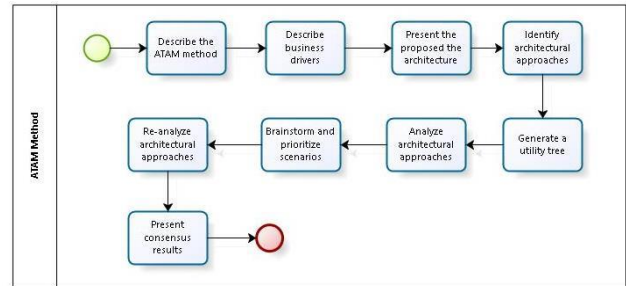 ATAM Method
Describe the
ATAM method
Describe
business
drivers
Present the
proposed the
architecture
Identify
architectural
approaches
Generate a
utility tree
Analyze
architectural
approaches
Brainstorm and
prioritize
scenarios
Re-analyze
architectural
approaches
Present
consensus
results